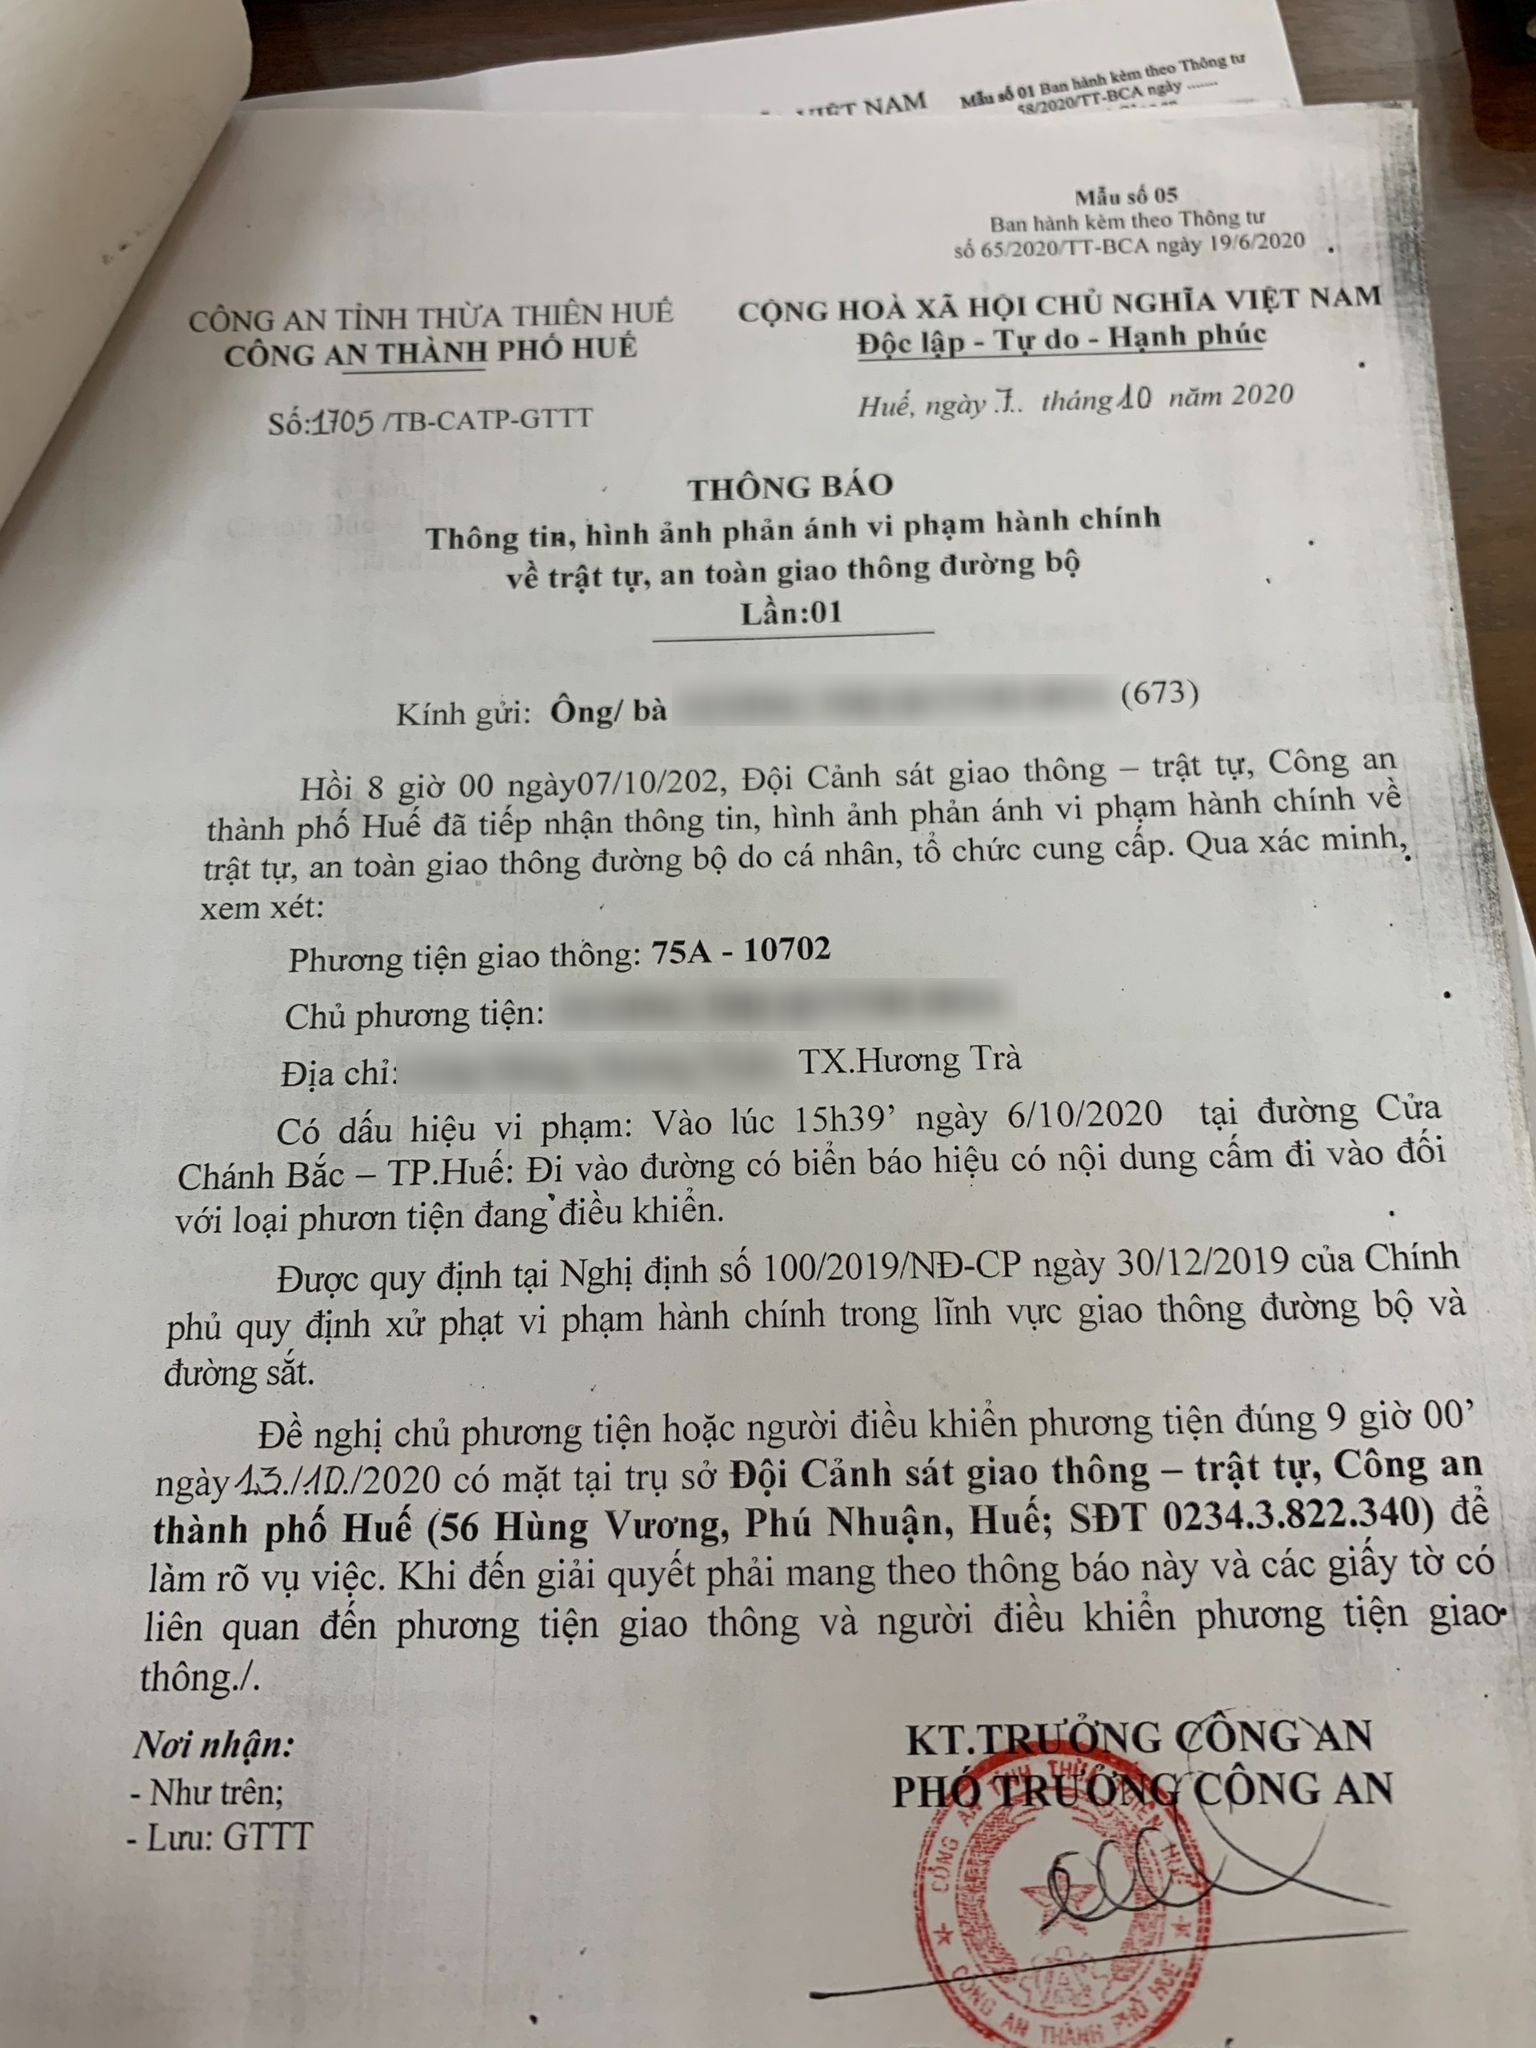 VIỆT NAM
Mẫu số 01 Ban hành kèm theo Thông tư
58/2020/TT-BCA ngày .......
Mẫu số 05
Ban hành kèm theo Thông tư
số 65/2020/TT-BCA ngày 19/6/2020
CÔNG AN TỈNH THỪA THIÊN HUẾ
CÔNG AN THÀNH PHỐ HUẾ
Số:1705/TB-CATP-GTTT
CỘNG HOÀ XÃ HỘI CHỦ NGHĨA VIỆT NAM
Độc lập - Tự do - Hạnh phúc
Huế, ngày .7.. tháng 10 năm 2020
THÔNG BÁO
Thông tin, hình ảnh phản ánh vi phạm hành chính
về trật tự, an toàn giao thông đường bộ
Lần:01
Kính gửi: Ông/ bà (673)
Hồi 8 giờ 00 ngày07/10/202, Đội Cảnh sát giao thông – trật tự, Công an
thành phố Huế đã tiếp nhận thông tin, hình ảnh phản ánh vi phạm hành chính về
trật tự, an toàn giao thông đường bộ do cá nhân, tổ chức cung cấp. Qua xác minh,
xem xét:
Phương tiện giao thông: 75A - 10702
Chủ phương tiện:
Địa chỉ: TX.Hương Trà
Có dấu hiệu vi phạm: Vào lúc 15h39’ ngày 6/10/2020 tại đường Cửa
Chánh Bắc – TP.Huế: Đi vào đường có biển báo hiệu có nội dung cấm đi vào đối
với loại phươn tiện đang điều khiển.
Được quy định tại Nghị định số 100/2019/NĐ-CP ngày 30/12/2019 của Chính
phủ quy định xử phạt vi phạm hành chính trong lĩnh vực giao thông đường bộ và
đường sắt.
Đề nghị chủ phương tiện hoặc người điều khiển phương tiện đúng 9 giờ 00’
ngày 13./.10./2020 có mặt tại trụ sở Đội Cảnh sát giao thông – trật tự, Công an
thành phố Huế (56 Hùng Vương, Phú Nhuận, Huế; SĐT 0234.3.822.340) để
làm rõ vụ việc. Khi đến giải quyết phải mang theo thông báo này và các giấy tờ có
liên quan đến phương tiện giao thông và người điều khiển phương tiện giao
thông./.
Nơi nhận:
- Như trên;
- Lưu: GTTT
KT.TRƯỞNG CÔNG AN
PHÓ TRƯỞNG CÔNG AN
CÔNG AN TỈNH THỪA THIÊN HUẾ
CÔNG AN THÀNH PHỐ HUẾ